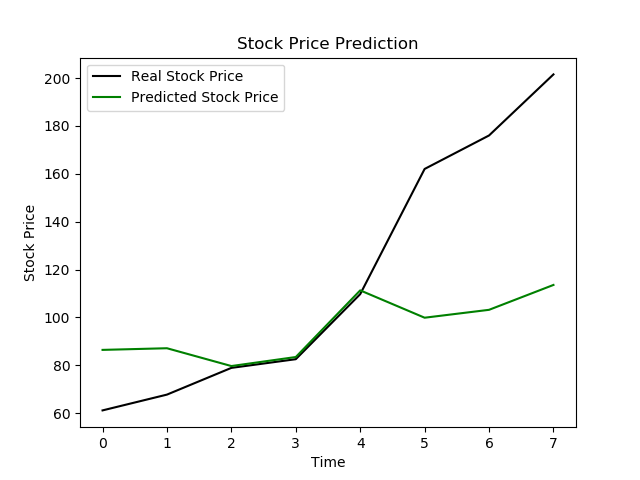 Stock Price Prediction
Real Stock Price
Predicted Stock Price
Stock Price
200
180
160
140
120
100
80
60
0 1 2 3 4 5 6 7
Time